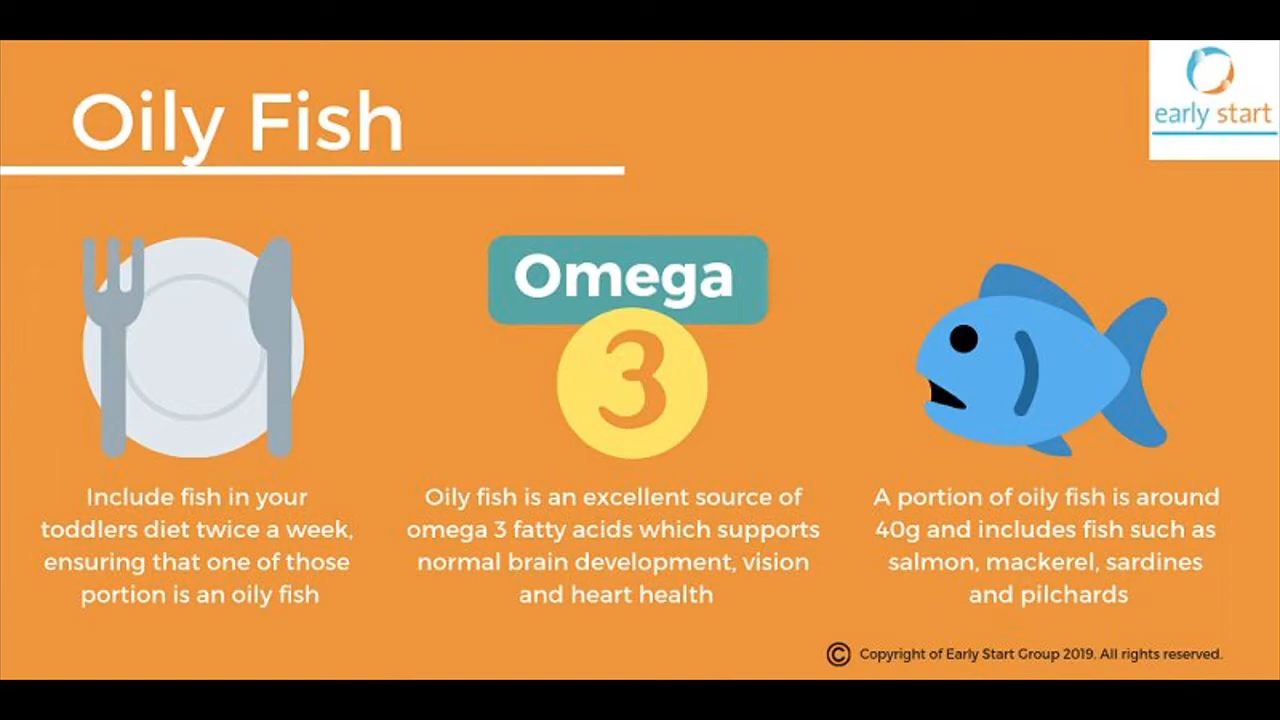 Oily Fish
early start
Omega
3
Include fish in your
toddlers diet twice a week,
ensuring that one of those
portion is an oily fish
Oily fish is an excellent source of
omega 3 fatty acids which supports
normal brain development, vision
and heart health
A portion of oily fish is around
40g and includes fish such as
salmon, mackerel, sardines
and pilchards
© Copyright of Early Start Group 2019. All rights reserved.